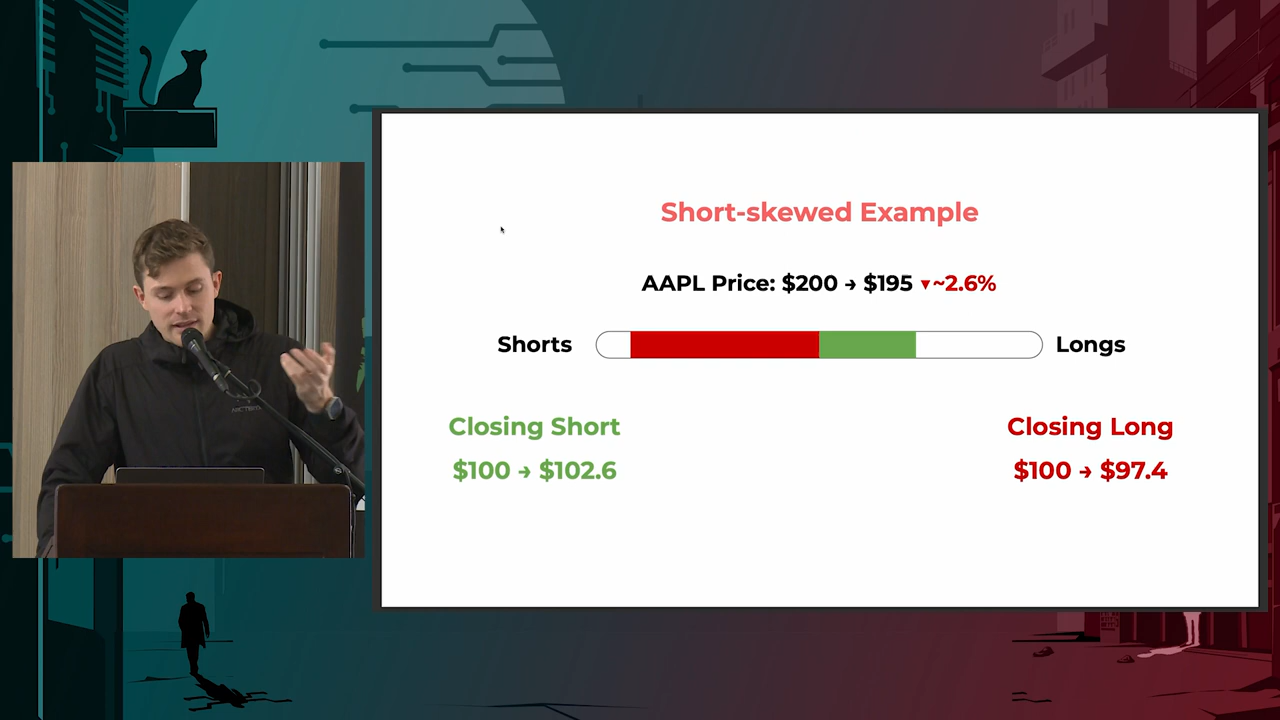 Short-skewed Example
AAPL Price: $200 → $195 ▼~2.6%
Shorts
Longs
Closing Short
$100 → $102.6
Closing Long
$100 → $97.4